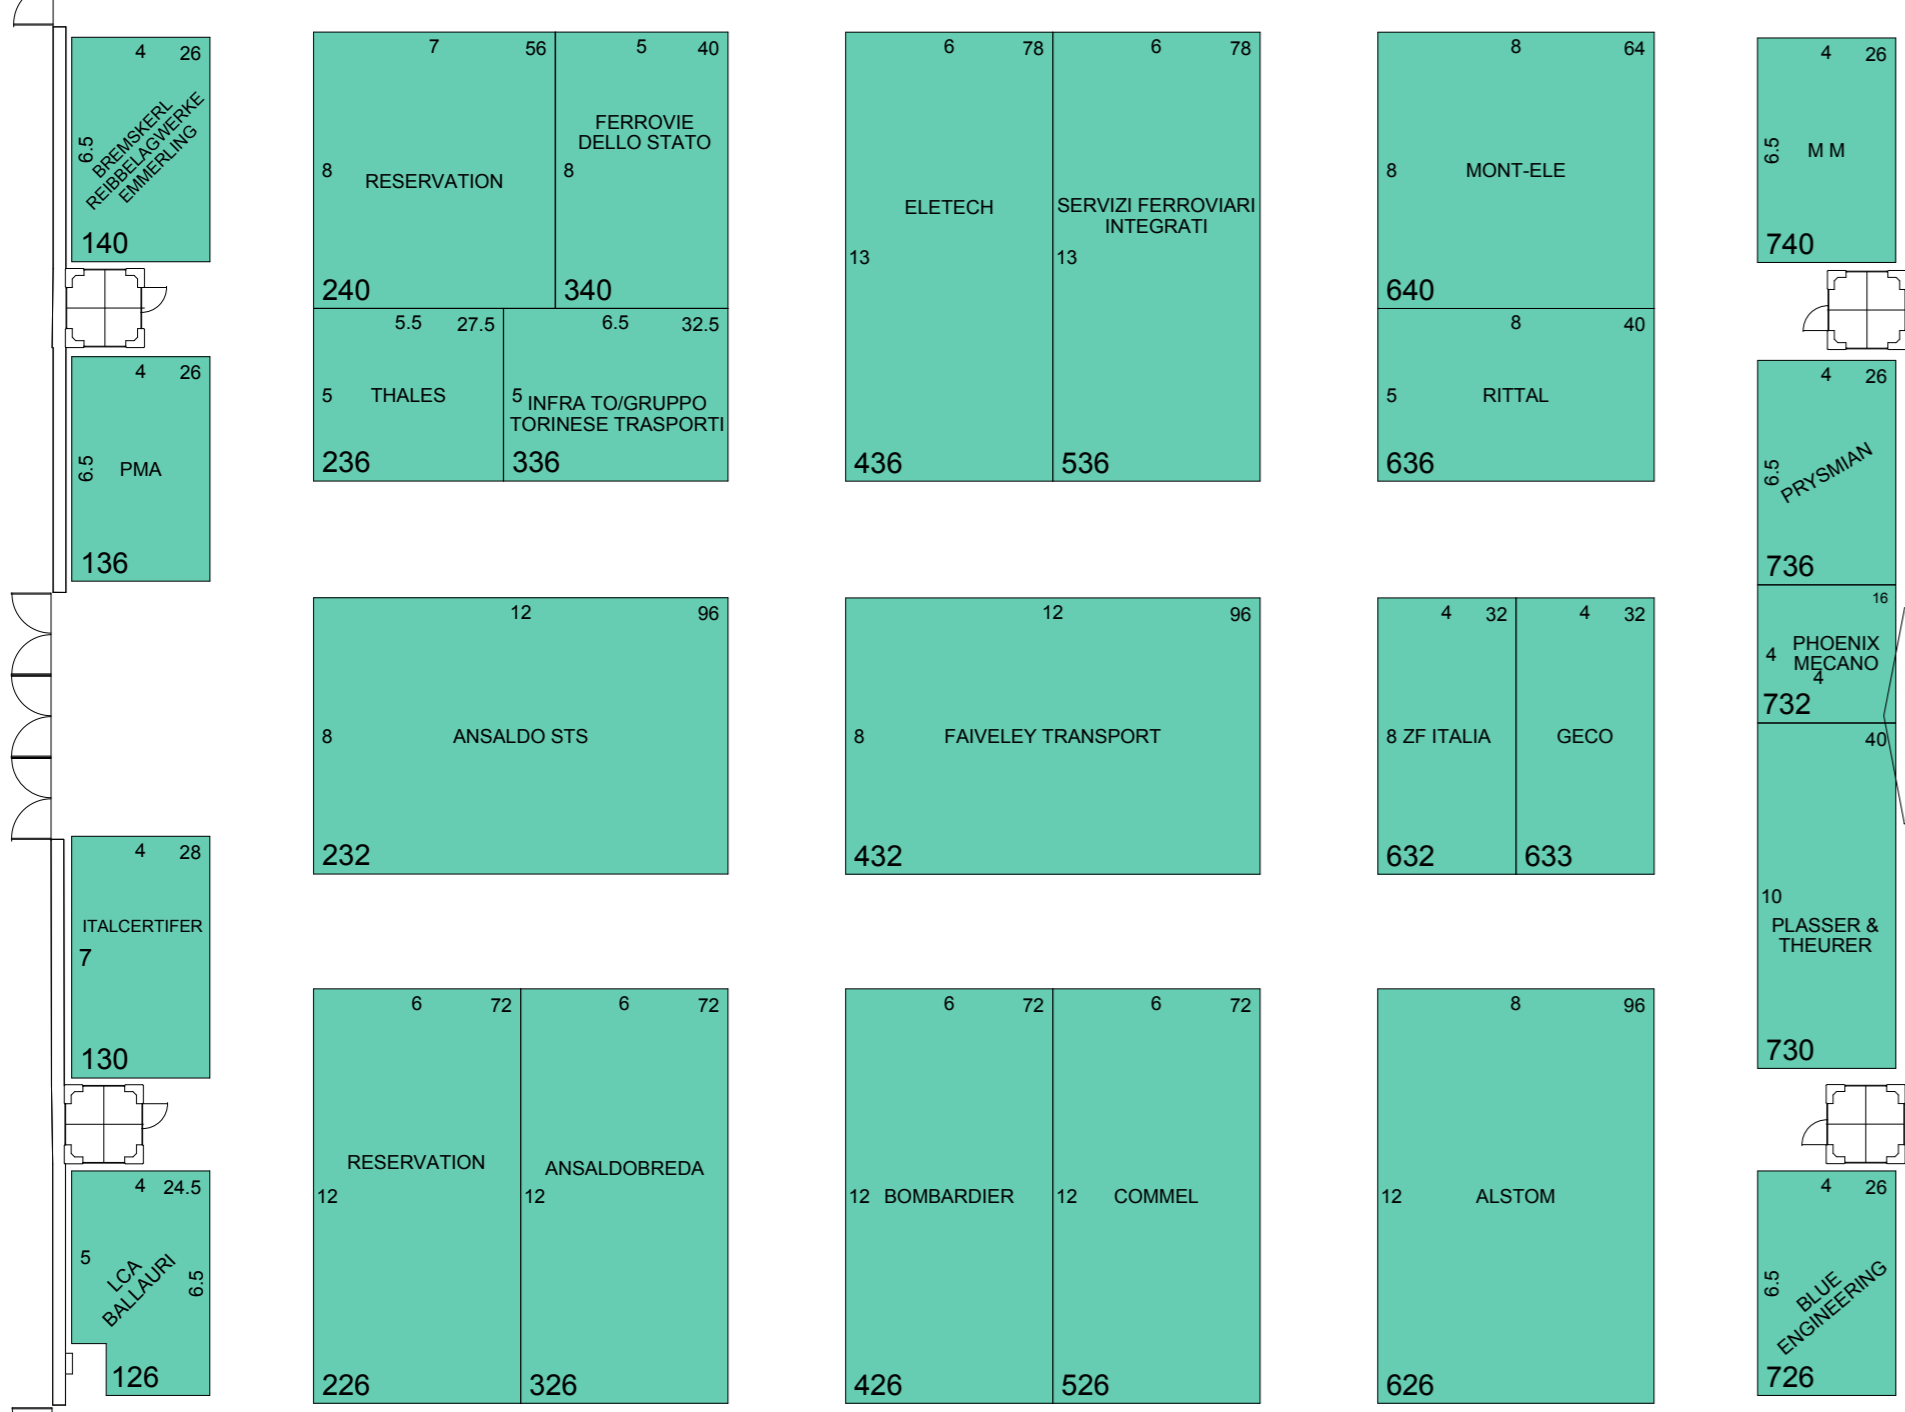 4 26
6.5
BREMSKERL
REIBBELAGWERKE
EMMERLING
140
7 56
8
RESERVATION
240
5 40
FERROVIE
DELLO STATO
8
340
6 78
ELETECH
13
436
6 78
SERVIZI FERROVIARI
INTEGRATI
13
536
8 64
8 MONT-ELE
640
4 26
6.5
M M
740
5.5 27.5
5 THALES
236
6.5 32.5
5 INFRA TO/GRUPPO
TORINESE TRASPORTI
336
8 40
5 RITTAL
636
4 26
6.5
PMA
136
4 26
6.5
PRYSMIAN
736
12 96
8 ANSALDO STS
232
12 96
8 FAIVELEY TRANSPORT
432
4 32
8 ZF ITALIA
632
4 32
GECO
633
16
4 PHOENIX
MECANO
4
732
40
10
PLASSER &
THEURER
730
4 28
ITALCERTIFER
7
130
6 72
RESERVATION
12
226
6 72
ANSALDOBREDA
12
326
6 72
12 BOMBARDIER
426
6 72
12 COMMEL
526
8 96
12 ALSTOM
626
4 24.5
5
LCA
BALLAURI
6.5
126
4 26
6.5
BLUE
ENGINEERING
726